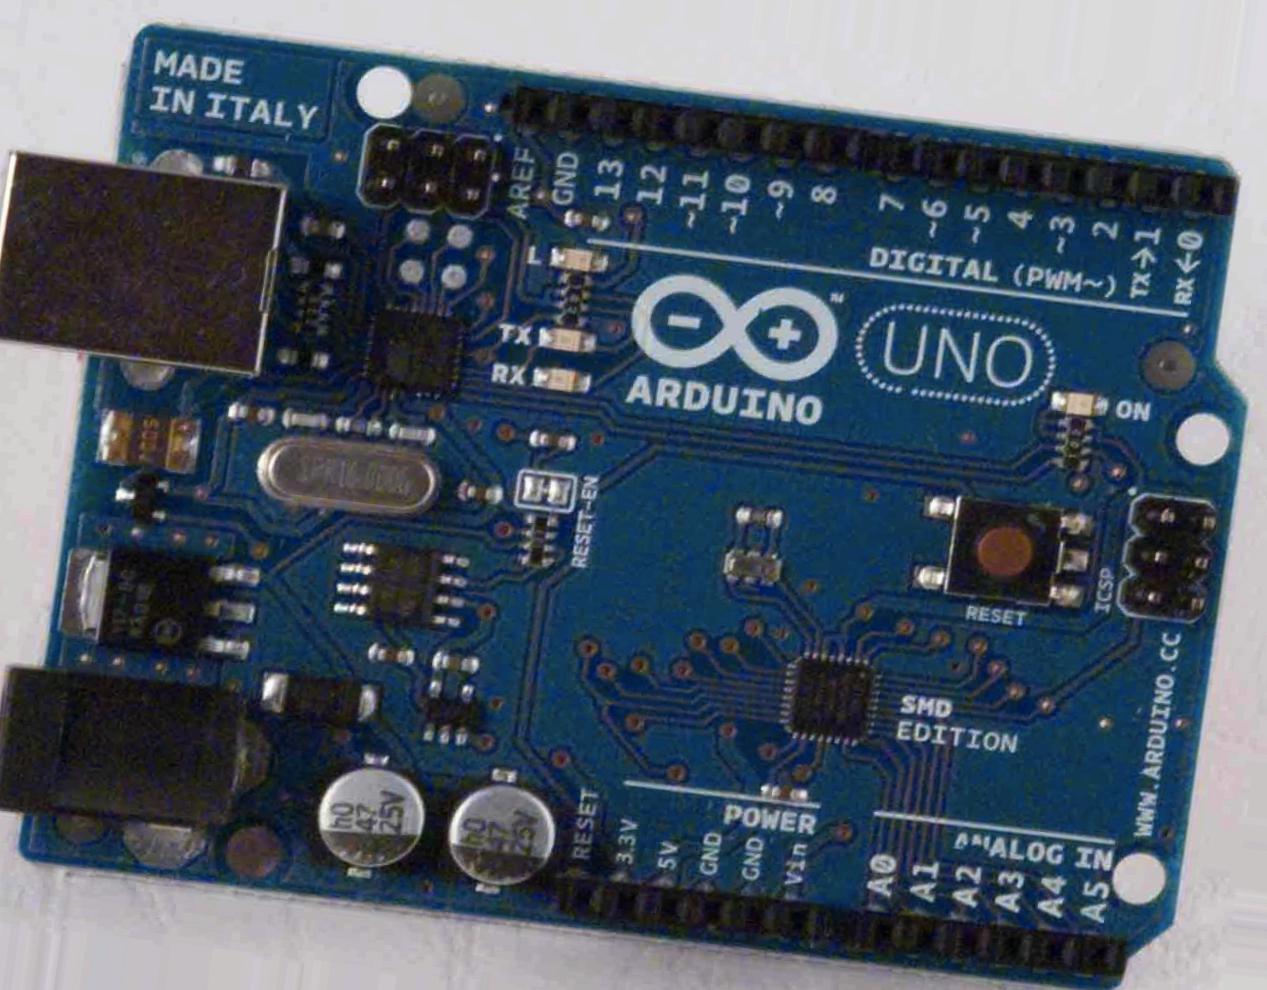 MADE
IN ITALY
AREF
GND
13
12
~11
~10
~9
8
7
~6
~5
4
~3
2
TX→1
RX←0
L
DIGITAL (PWM~)
TX
RX
UNO
ARDUINO
ON
RESET-EN
ICSP
RESET
SMD
EDITION
WWW.ARDUINO.CC
47
25V
25V
POWER
ANALOG IN
RESET
3.3V
5V
GND
GND
Vin
A0
A1
A2
A3
A4
A5